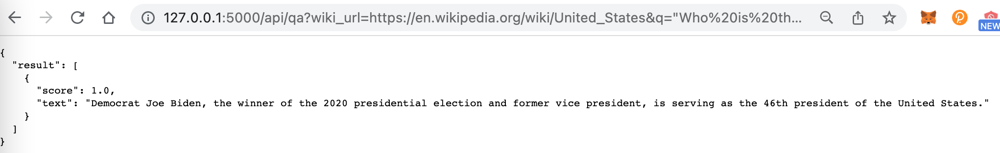 127.0.0.1:5000/api/qa?wiki_url=https://en.wikipedia.org/wiki/United_States&q="Who%20is%20th...
NEW
{
"result": [
{
"score": 1.0,
"text": "Democrat Joe Biden, the winner of the 2020 presidential election and former vice president, is serving as the 46th president of the United States."
}
]
}